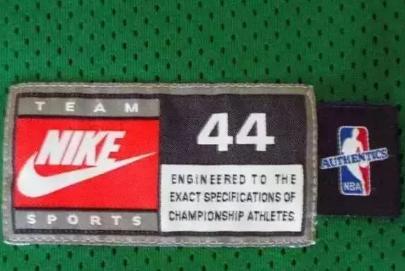 TEAM
NIKE
SPORTS
44
ENGINEERED TO THE
EXACT SPECIFICATIONS OF
CHAMPIONSHIP ATHLETES.
AUTHENTICS
NBA